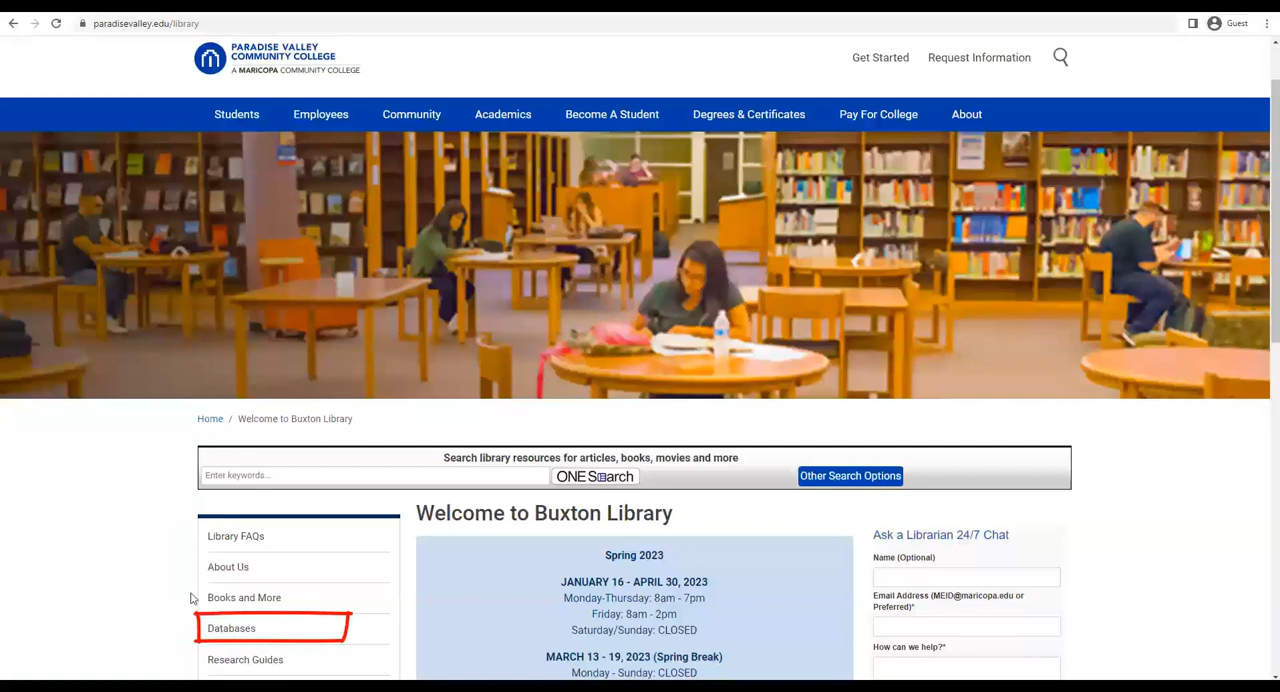 paradisevalley.edu/library
Guest
PARADISE VALLEY
COMMUNITY COLLEGE
A MARICOPA COMMUNITY COLLEGE
Get Started
Request Information
Students
Employees
Community
Academics
Become A Student
Degrees & Certificates
Pay For College
About
Home / Welcome to Buxton Library
Search library resources for articles, books, movies and more
Enter keywords...
ONESearch
Other Search Options
Library FAQs
About Us
Books and More
Databases
Research Guides
Welcome to Buxton Library
Spring 2023
JANUARY 16 - APRIL 30, 2023
Monday-Thursday: 8am - 7pm
Friday: 8am - 2pm
Saturday/Sunday: CLOSED
MARCH 13 - 19, 2023 (Spring Break)
Monday - Sunday: CLOSED
Ask a Librarian 24/7 Chat
Name (Optional)
Email Address (MEID@maricopa.edu or
Preferred)*
How can we help?*